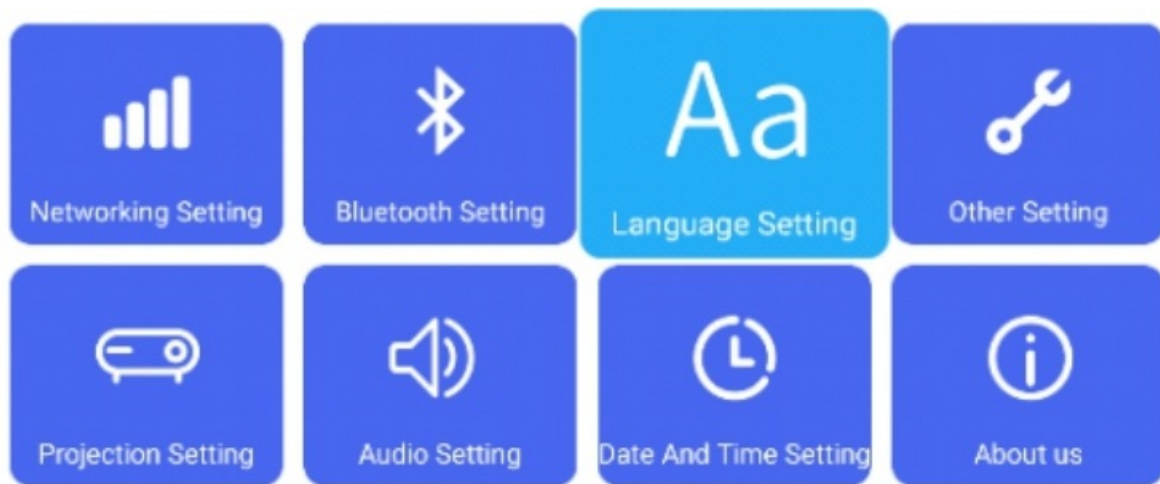 Networking Setting
Bluetooth Setting
Aa
Language Setting
Other Setting
Projection Setting
Audio Setting
Date And Time Setting
About us